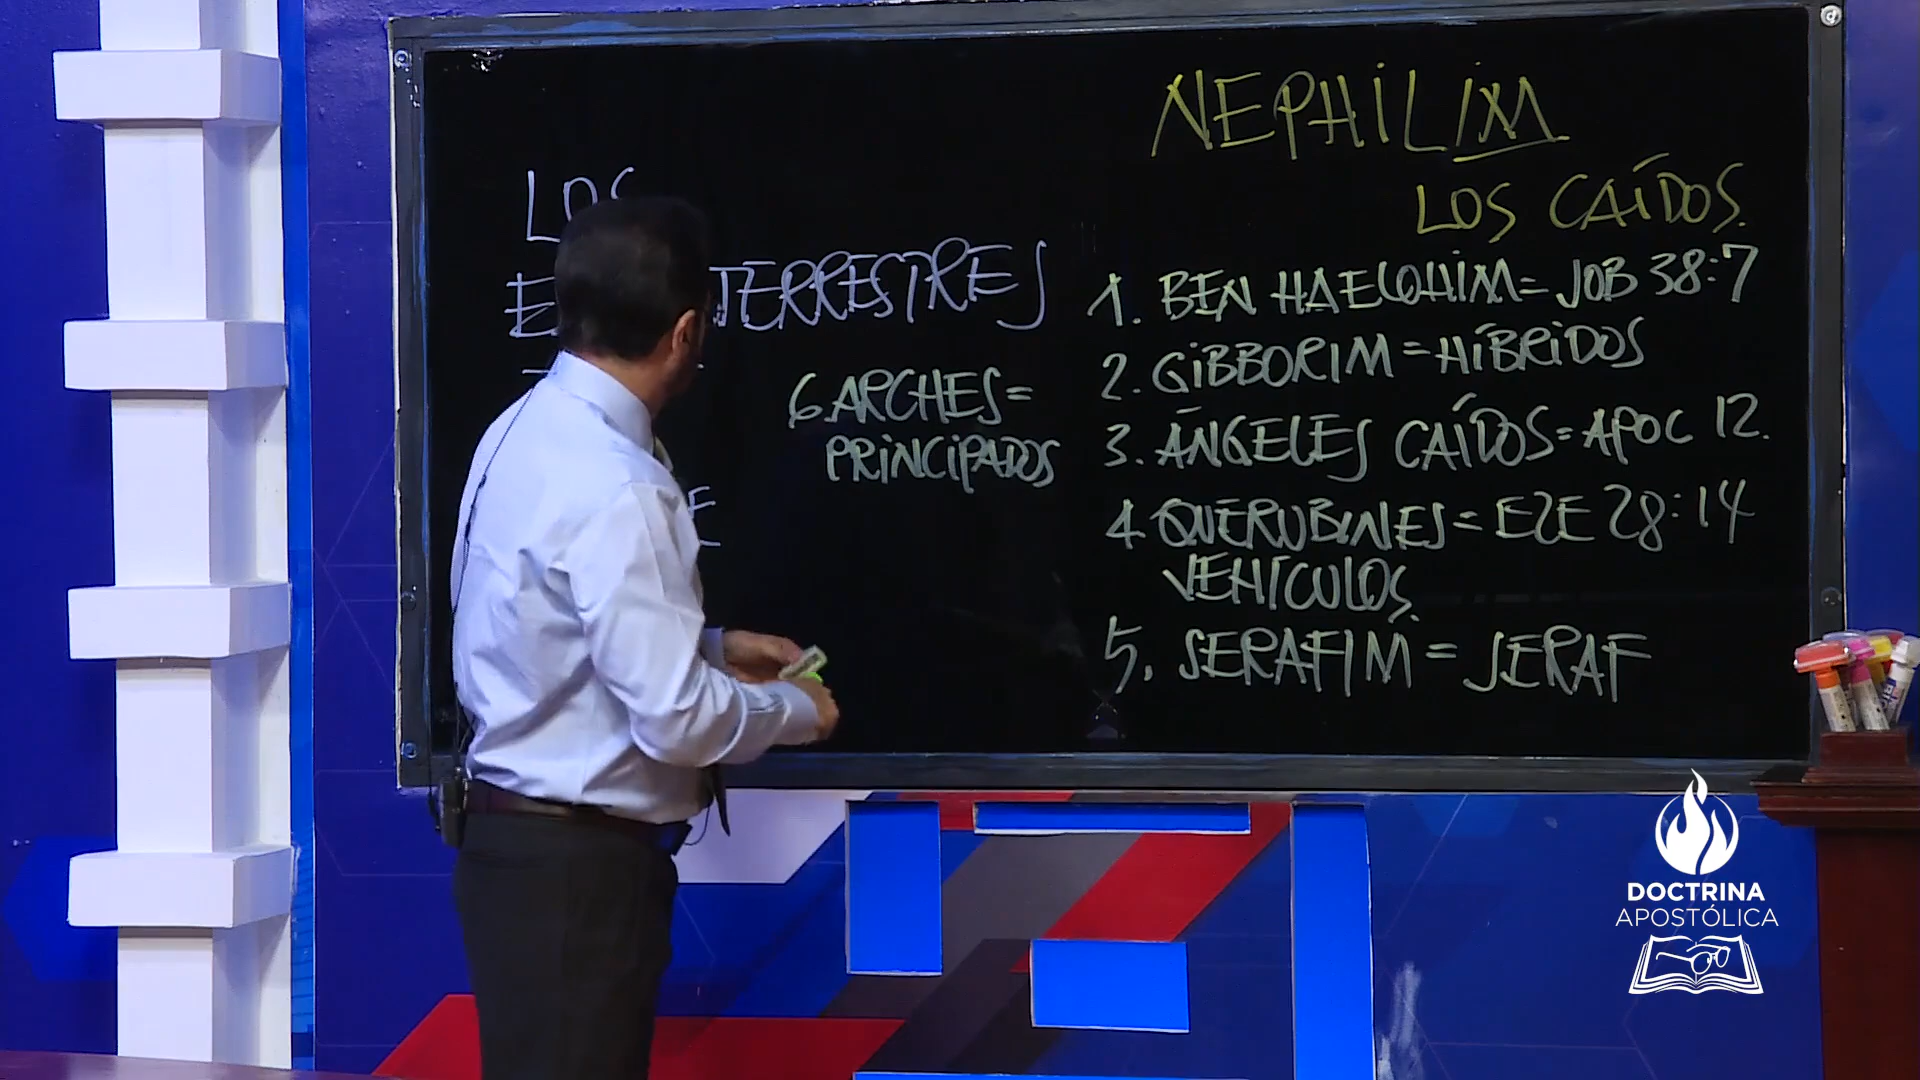 NEPHILIM
LOS CAÍDOS.
LOS
TERRESTRES
1. BEN HAELOHIM = JOB 38:7
2. GIBBORIM = HÍBRIDOS
3. ÁNGELES CAÍDOS = APOC 12.
4 QUERUBINES = EZE 28:14
VEHÍCULOS.
5. SERAFIM = SERAF
6. ARCHES =
PRINCIPADOS
DOCTRINA
APOSTÓLICA